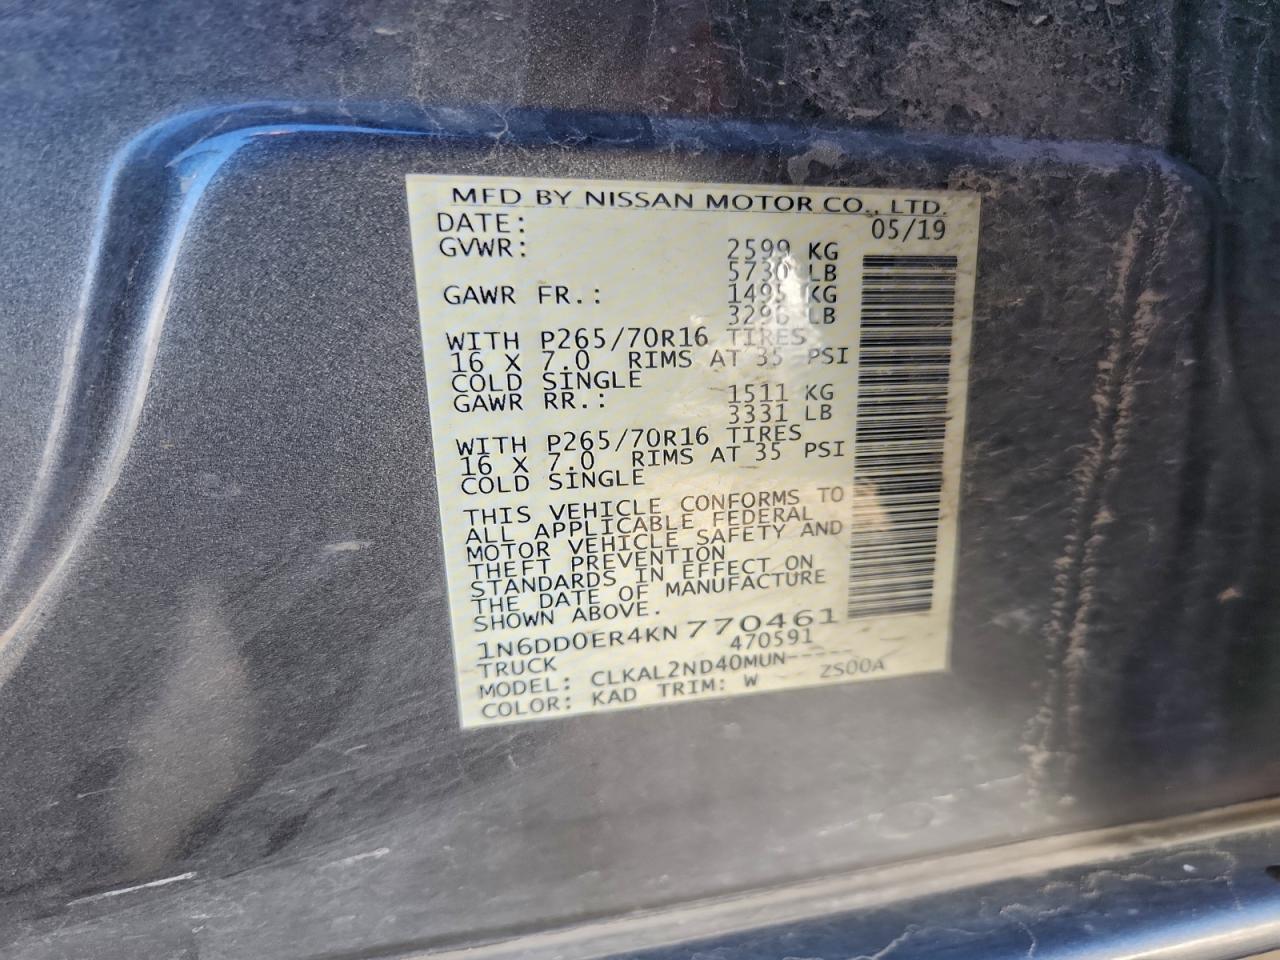 MFD BY NISSAN MOTOR CO., LTD.
DATE: 05/19
GVWR: 2599 KG
5730 LB
GAWR FR.: 1495 KG
3296 LB
WITH P265/70R16 TIRES
16 X 7.0 RIMS AT 35 PSI
COLD SINGLE
GAWR RR.: 1511 KG
3331 LB
WITH P265/70R16 TIRES
16 X 7.0 RIMS AT 35 PSI
COLD SINGLE
THIS VEHICLE CONFORMS TO
ALL APPLICABLE FEDERAL
MOTOR VEHICLE SAFETY AND
THEFT PREVENTION
STANDARDS IN EFFECT ON
THE DATE OF MANUFACTURE
SHOWN ABOVE.
1N6DD0ER4KN770461
TRUCK 470591
MODEL: CLKAL2ND40MUN-----
COLOR: KAD TRIM: W ZS00A